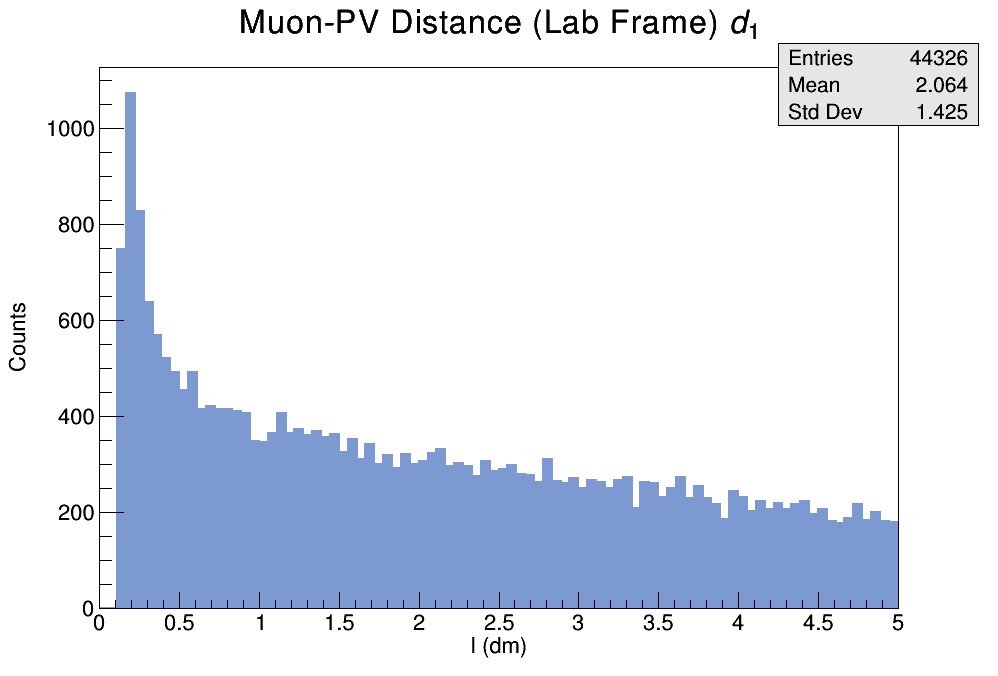 Muon-PV Distance (Lab Frame) d₁
Entries 44326
Mean 2.064
Std Dev 1.425
Counts
1000
800
600
400
200
0
0 0.5 1 1.5 2 2.5 3 3.5 4 4.5 5
l (dm)